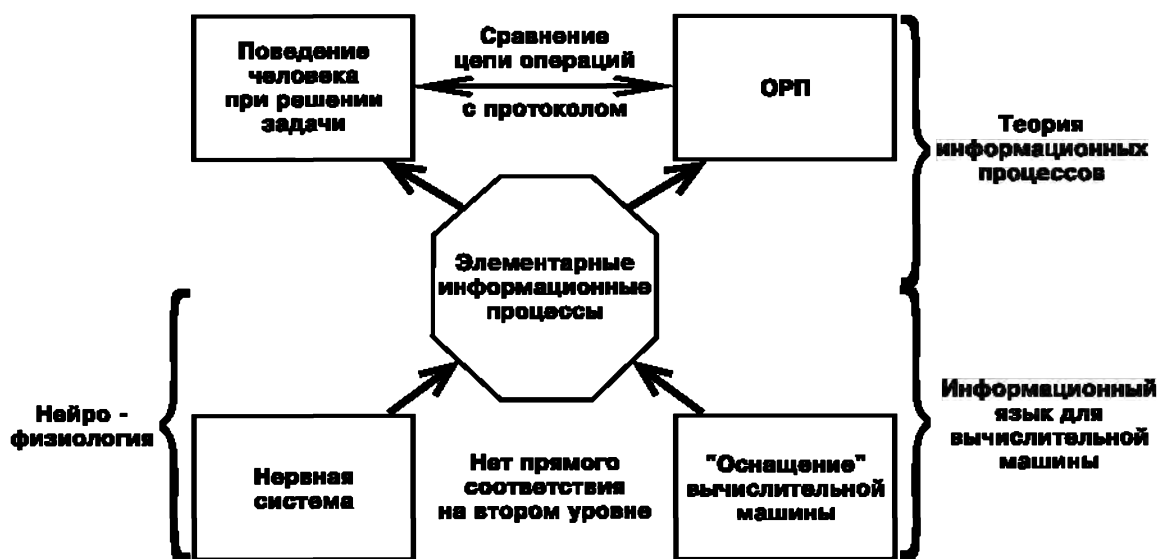 Поведение
человека
при решении
задачи
Сравнение
цепи операций
с протоколом
ОРП
Теория
информационных
процессов
Элементарные
информационные
процессы
Нейро -
физиология
Нервная
система
Нет прямого
соответствия
на втором уровне
"Оснащение"
вычислительной
машины
Информационный
язык для
вычислительной
машины